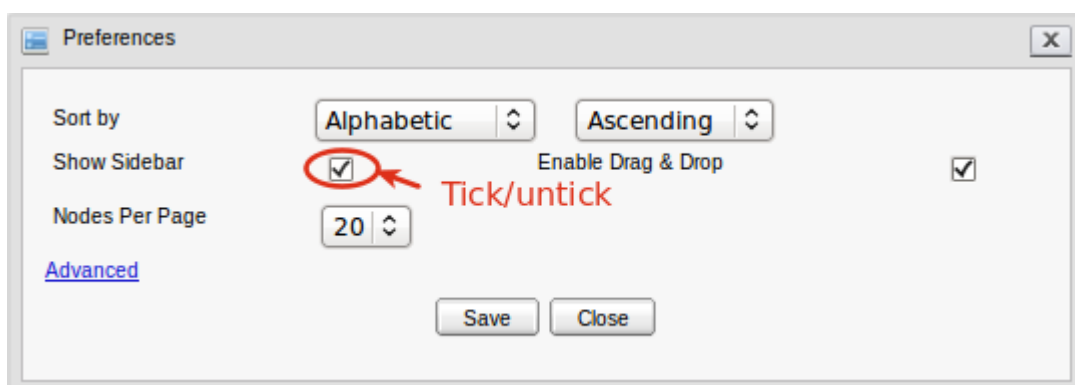 Preferences
X
Sort by Alphabetic Ascending
Show Sidebar Enable Drag & Drop
Tick/untick
Nodes Per Page 20
Advanced
Save Close